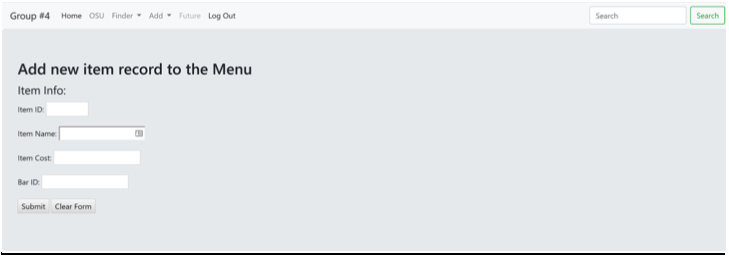 Group #4 Home OSU Finder Add Future Log Out Search Search
Add new item record to the Menu
Item Info:
Item ID:
Item Name:
Item Cost:
Bar ID:
Submit Clear Form